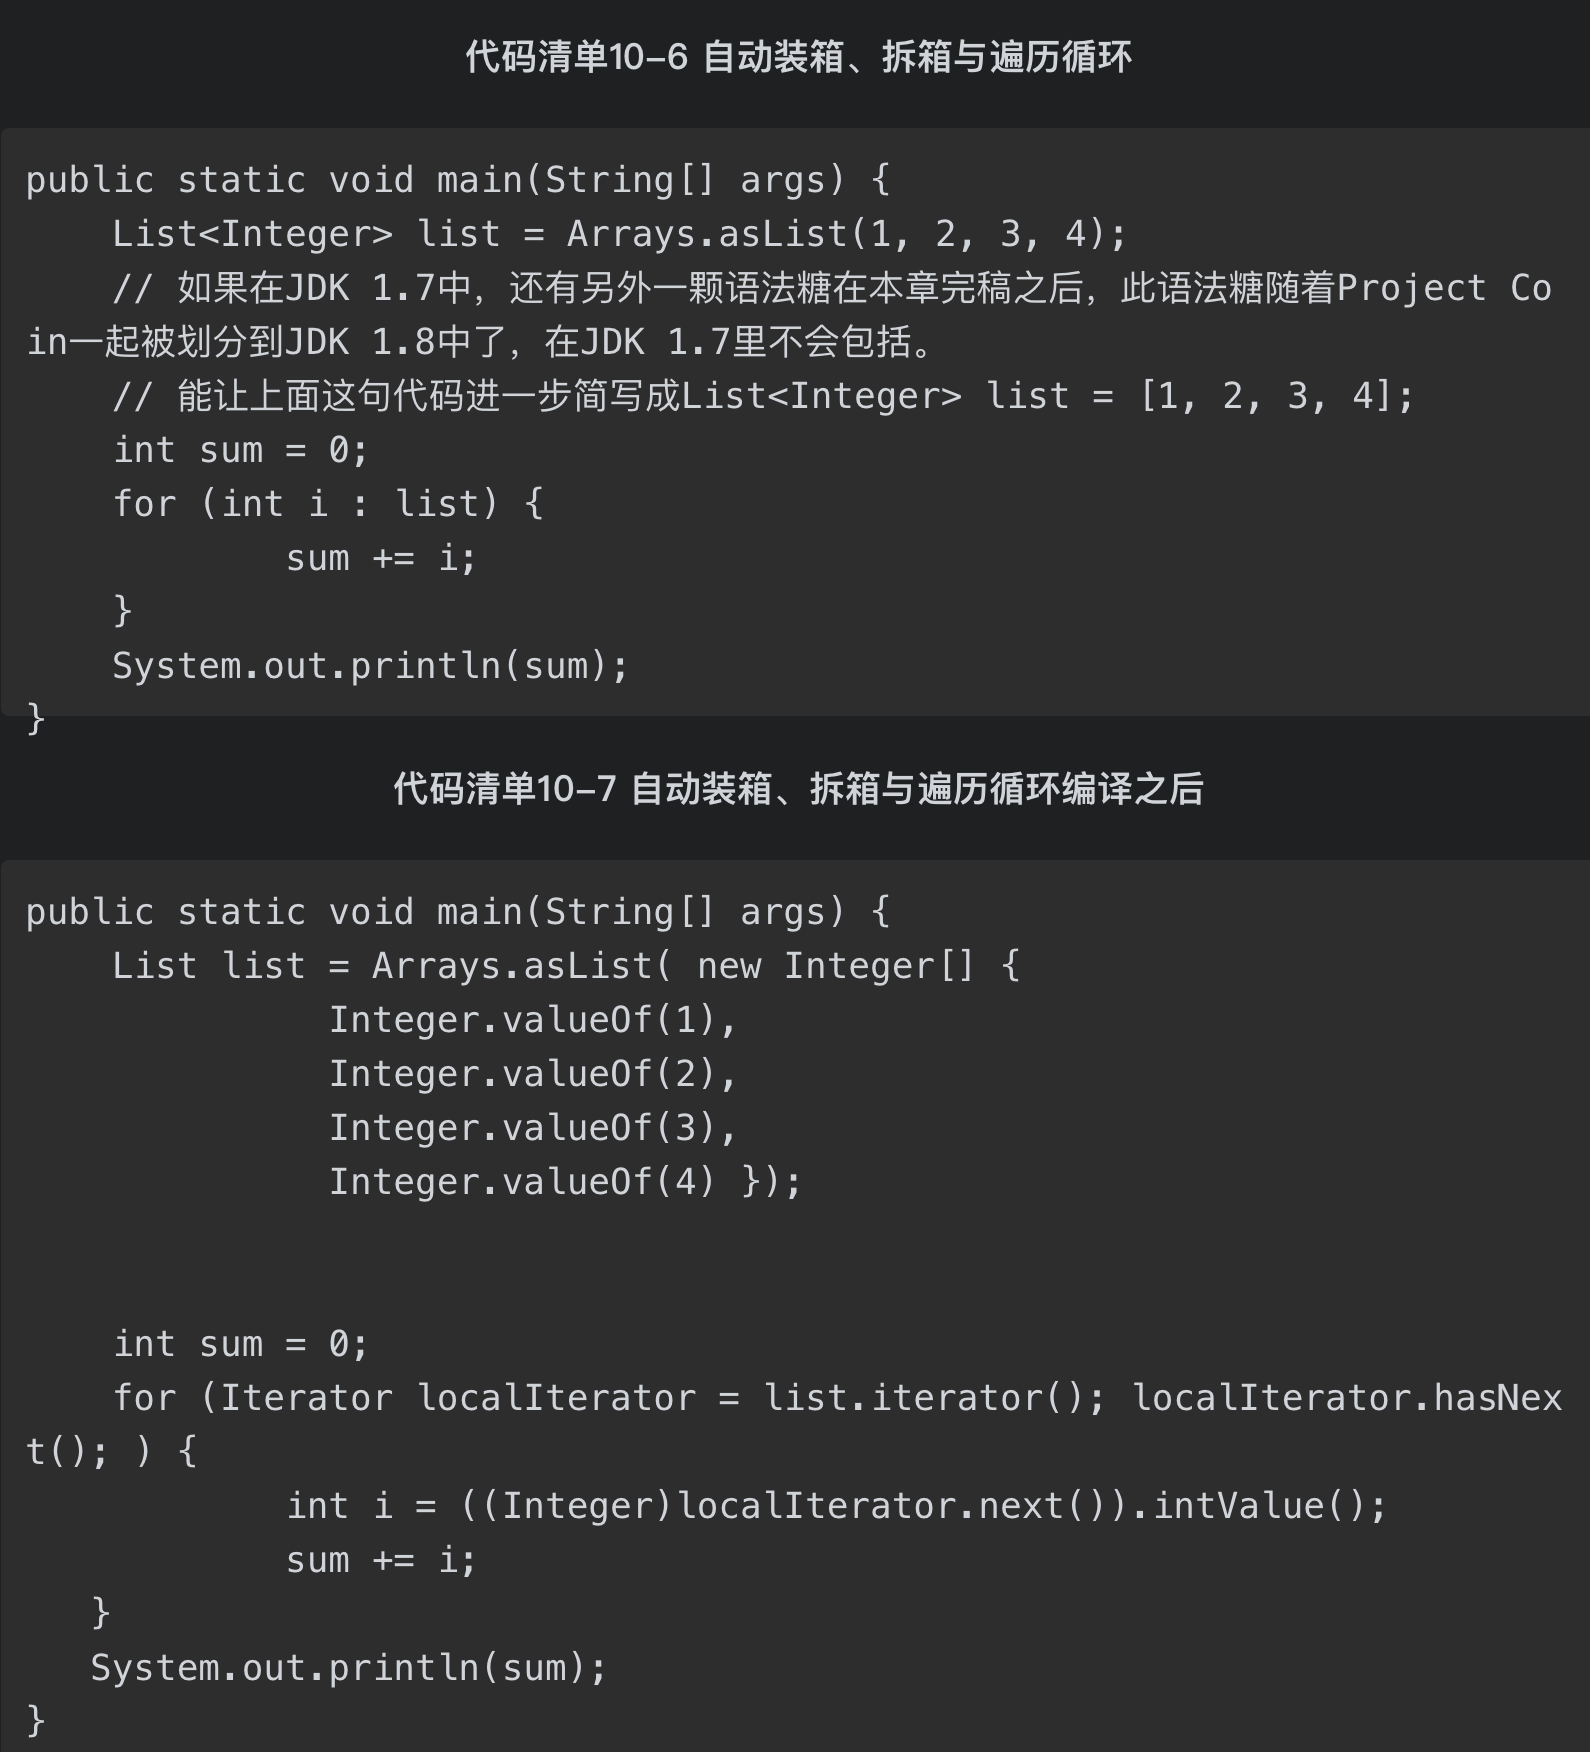 代码清单10-6 自动装箱、拆箱与遍历循环
public static void main(String[] args) {
    List<Integer> list = Arrays.asList(1, 2, 3, 4);
    // 如果在JDK 1.7中，还有另外一颗语法糖在本章完稿之后，此语法糖随着Project Co
in一起被划分到JDK 1.8中了，在JDK 1.7里不会包括。
    // 能让上面这句代码进一步简写成List<Integer> list = [1, 2, 3, 4];
    int sum = 0;
    for (int i : list) {
            sum += i;
    }
    System.out.println(sum);
}
代码清单10-7 自动装箱、拆箱与遍历循环编译之后
public static void main(String[] args) {
    List list = Arrays.asList( new Integer[] {
              Integer.valueOf(1),
              Integer.valueOf(2),
              Integer.valueOf(3),
              Integer.valueOf(4) });
    int sum = 0;
    for (Iterator localIterator = list.iterator(); localIterator.hasNex
t(); ) {
            int i = ((Integer)localIterator.next()).intValue();
            sum += i;
   }
   System.out.println(sum);
}